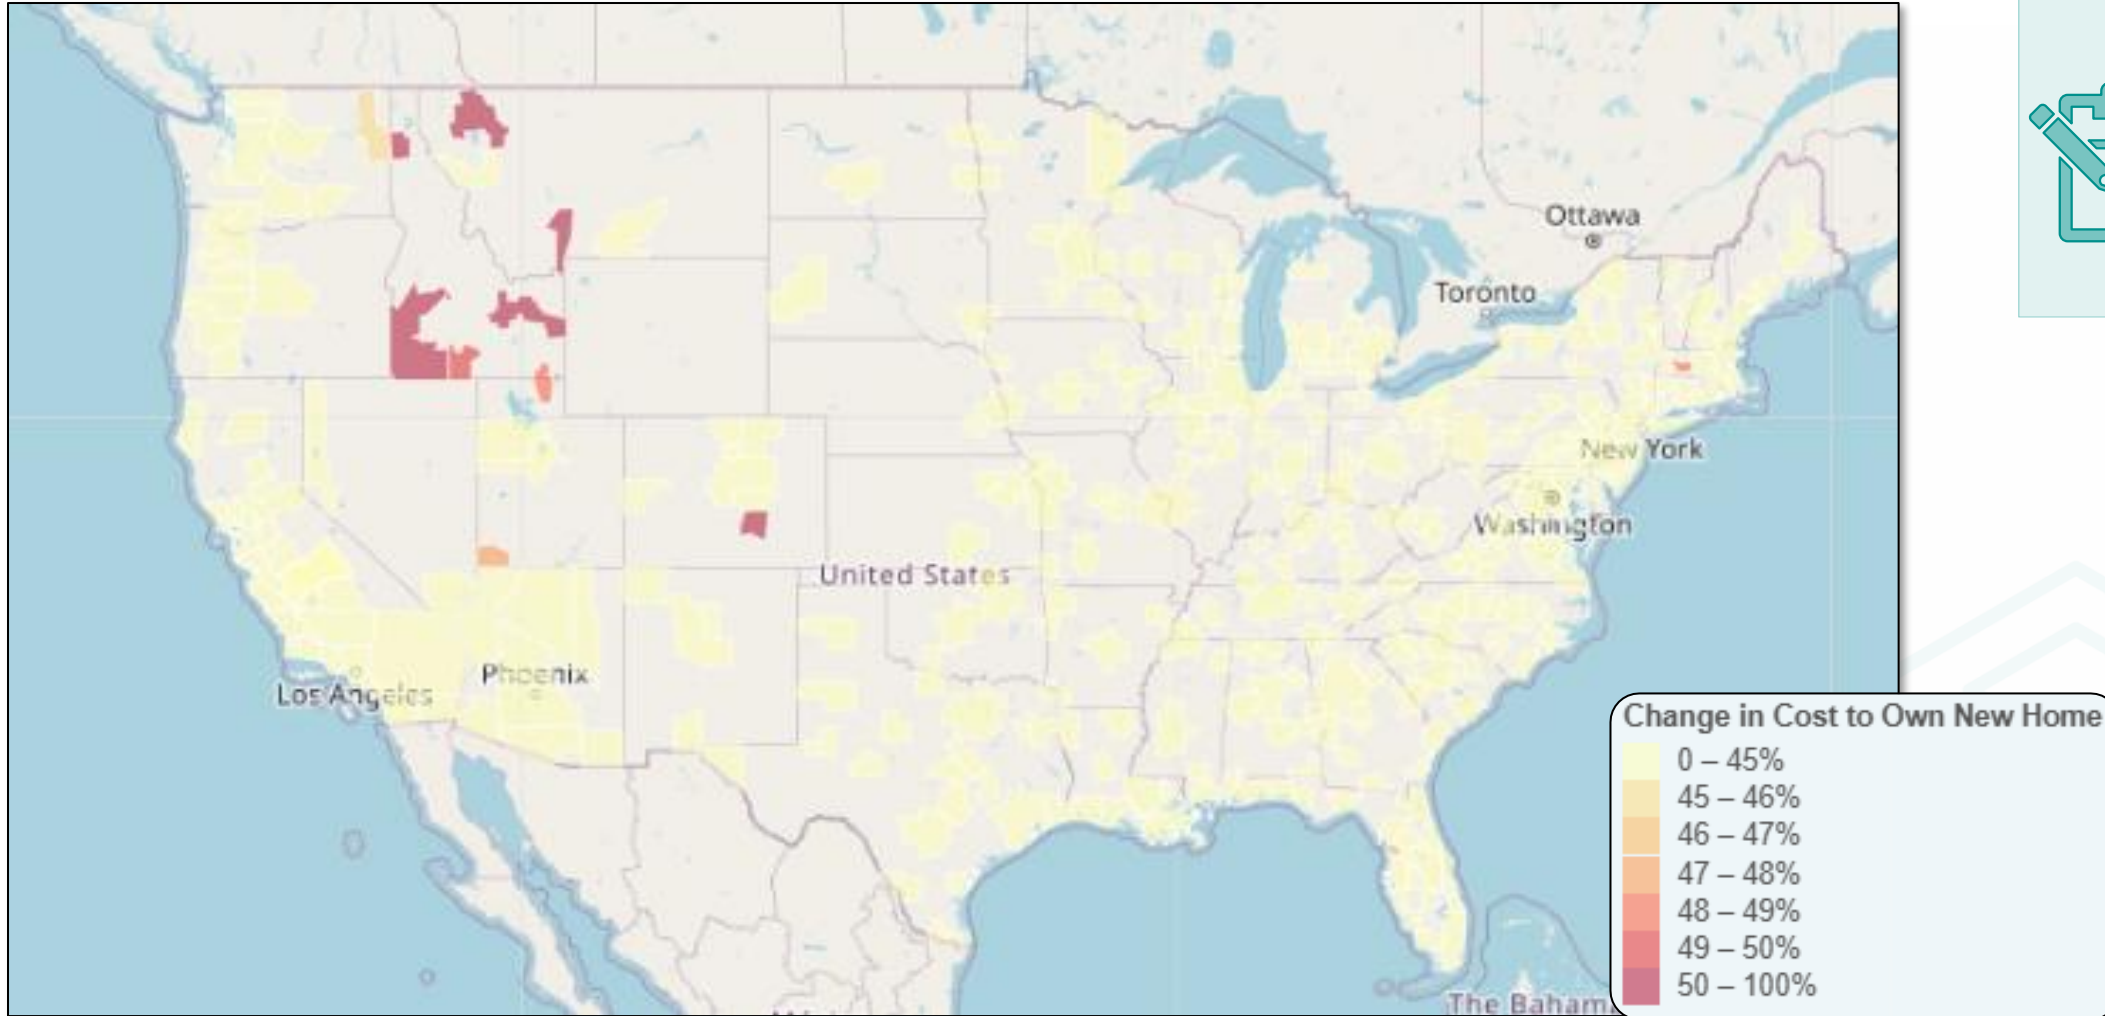 Ottawa
Toronto
New York
Washington
United States
Phoenix
Los Angeles
Change in Cost to Own New Home
0 – 45%
45 – 46%
46 – 47%
47 – 48%
48 – 49%
49 – 50%
50 – 100%
The